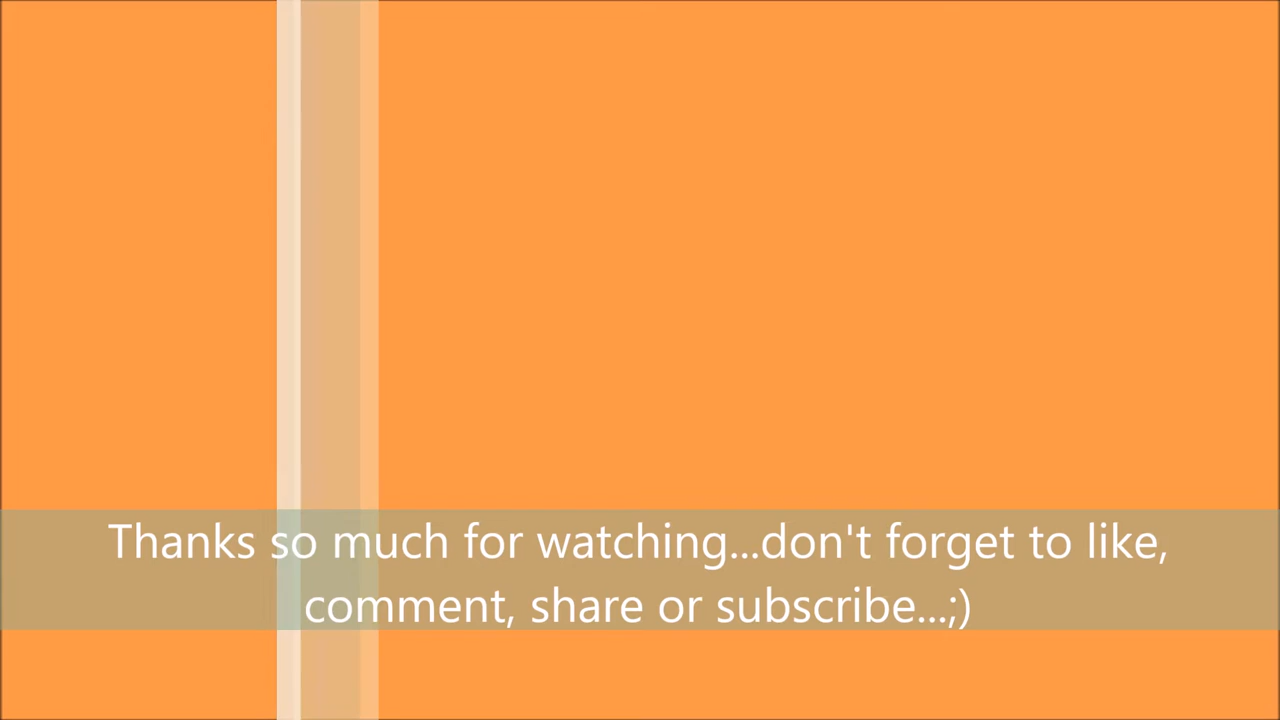 Thanks so much for watching...don't forget to like,
comment, share or subscribe...;)